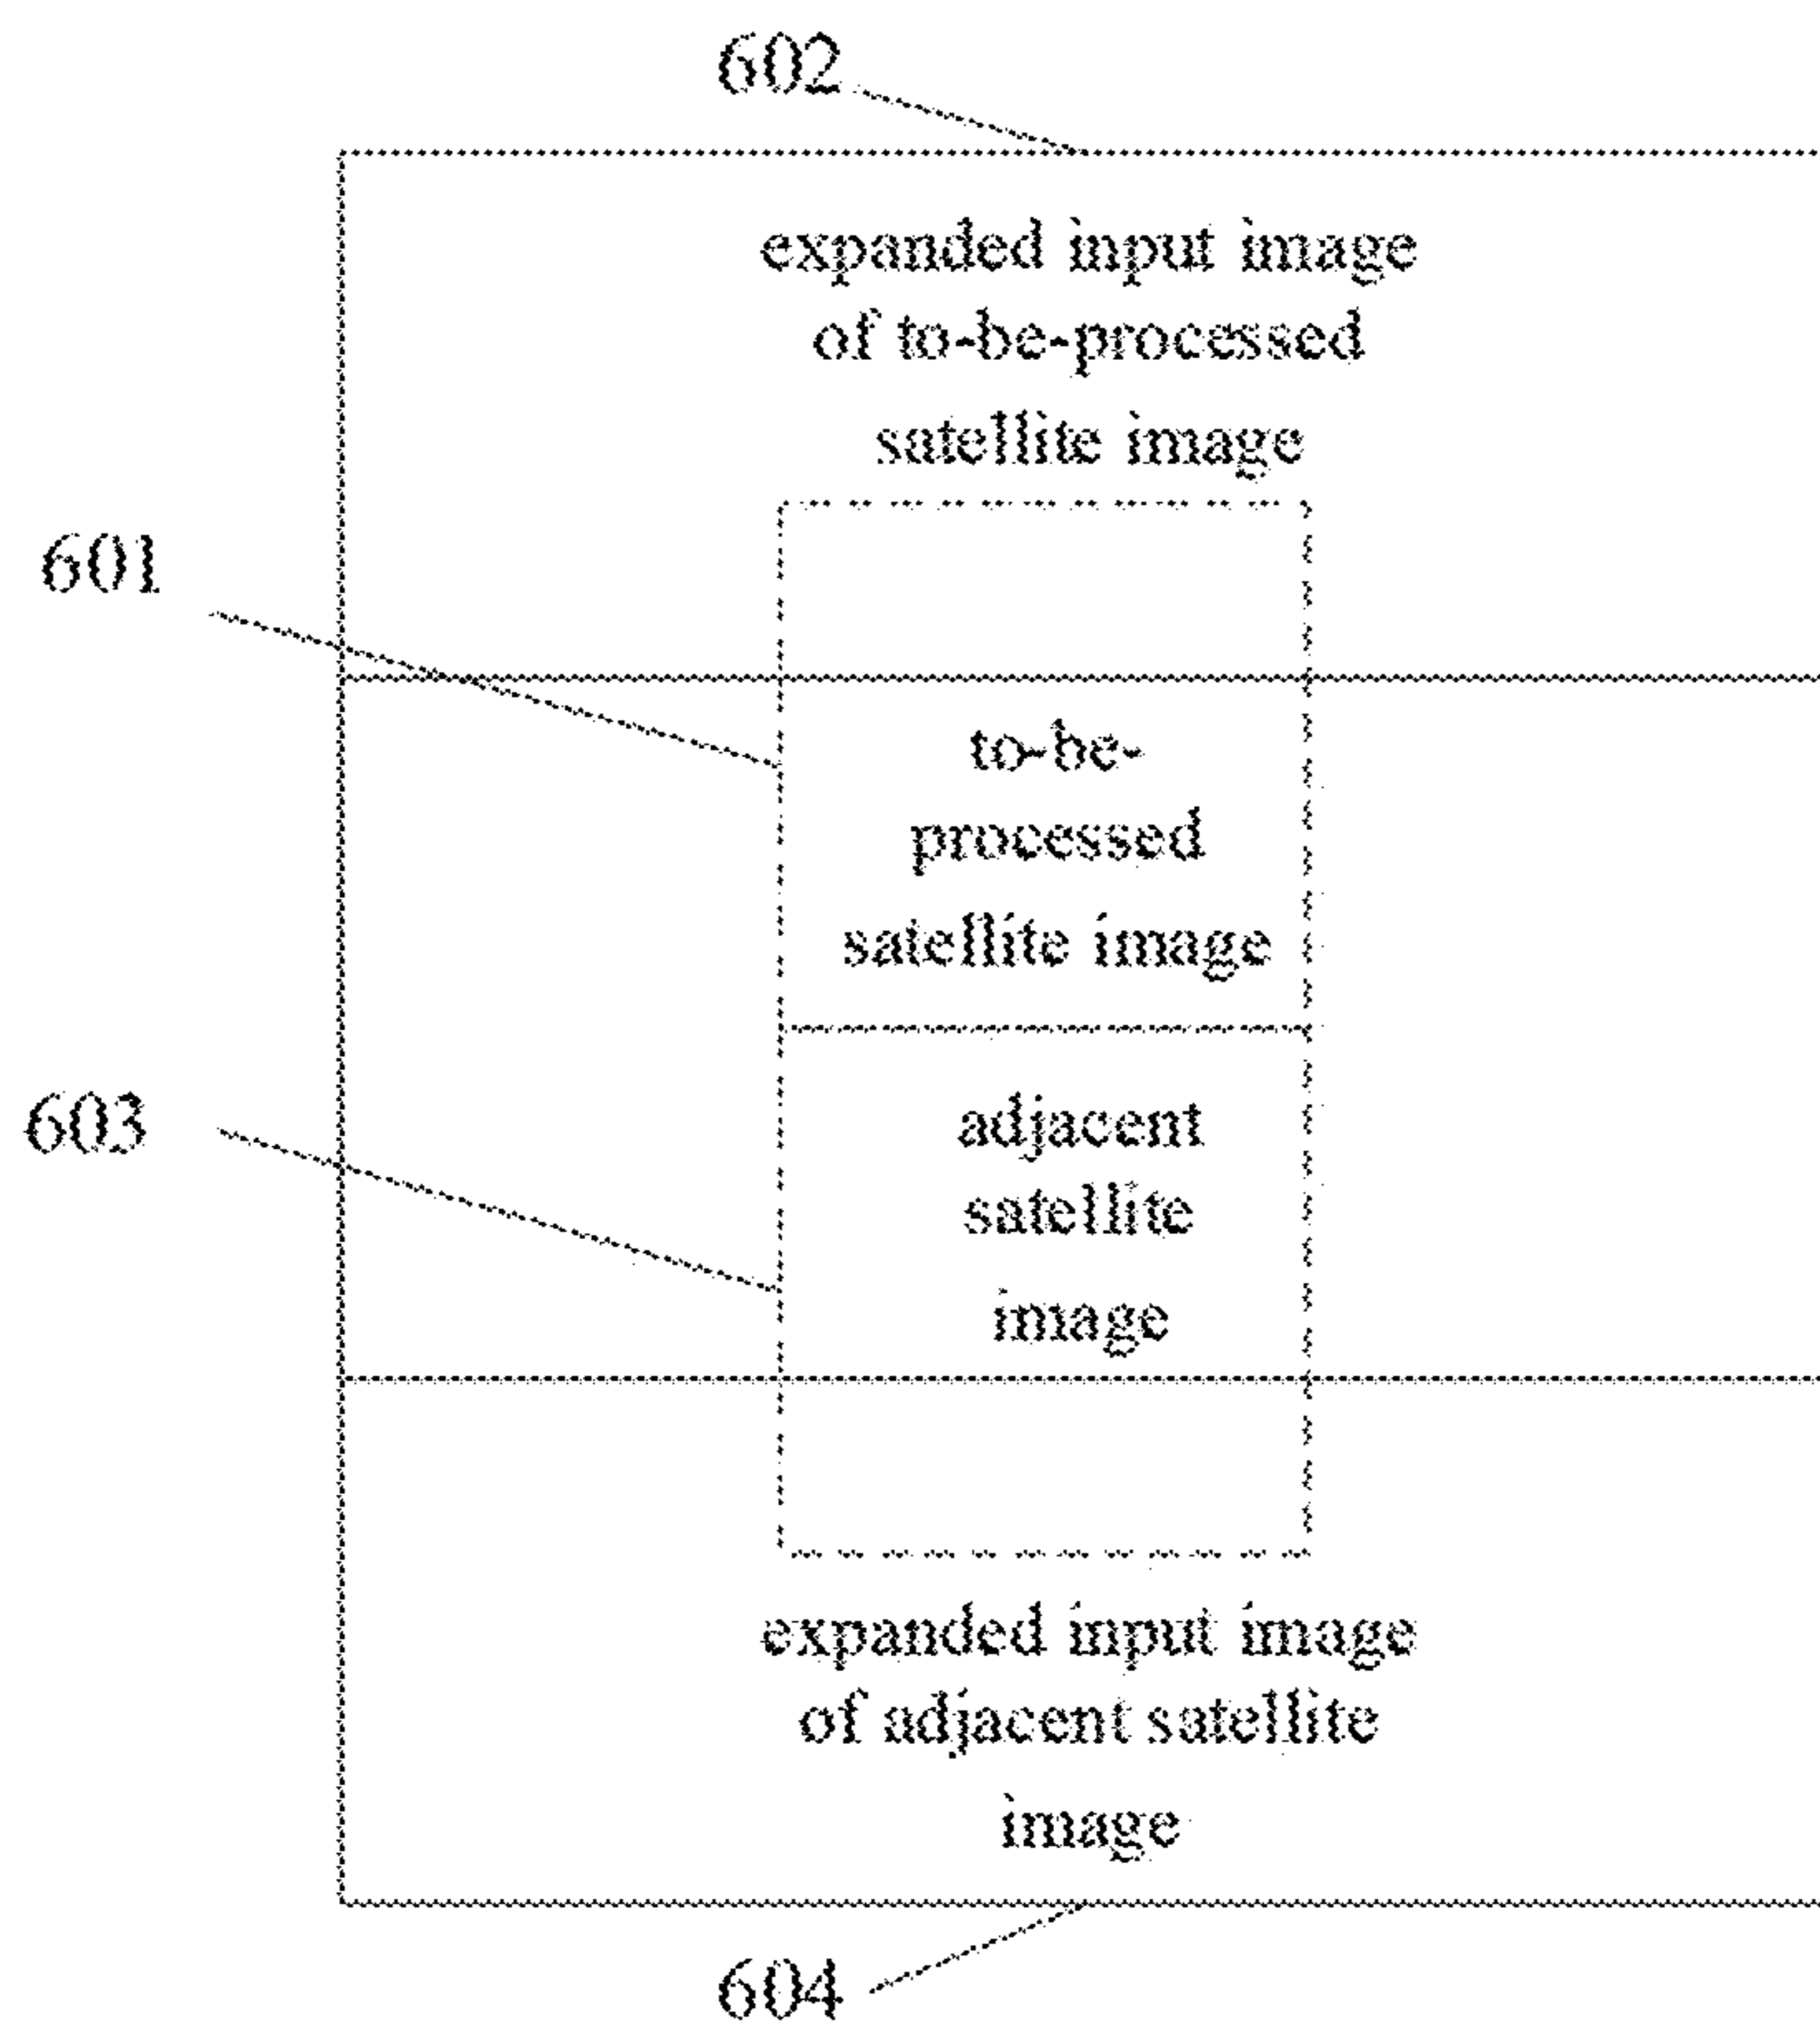 602
expanded input image
of to-be-processed
satellite image
601
to-be-
processed
satellite image
603
adjacent
satellite
image
expanded input image
of adjacent satellite
image
604